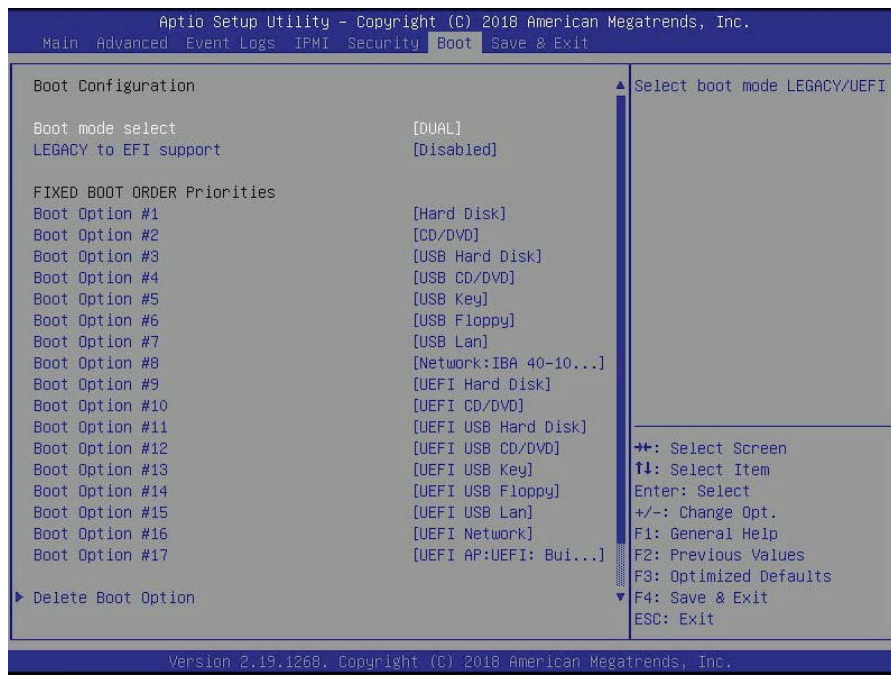 Aptio Setup Utility – Copyright (C) 2018 American Megatrends, Inc.
Main Advanced Event Logs IPMI Security Boot Save & Exit
Boot Configuration
Select boot mode LEGACY/UEFI
Boot mode select [DUAL]
LEGACY to EFI support [Disabled]
FIXED BOOT ORDER Priorities
Boot Option #1 [Hard Disk]
Boot Option #2 [CD/DVD]
Boot Option #3 [USB Hard Disk]
Boot Option #4 [USB CD/DVD]
Boot Option #5 [USB Key]
Boot Option #6 [USB Floppy]
Boot Option #7 [USB Lan]
Boot Option #8 [Network:IBA 40-10...]
Boot Option #9 [UEFI Hard Disk]
Boot Option #10 [UEFI CD/DVD]
Boot Option #11 [UEFI USB Hard Disk]
Boot Option #12 [UEFI USB CD/DVD]
Boot Option #13 [UEFI USB Key]
Boot Option #14 [UEFI USB Floppy]
Boot Option #15 [UEFI USB Lan]
Boot Option #16 [UEFI Network]
Boot Option #17 [UEFI AP:UEFI: Bui...]
Delete Boot Option
→←: Select Screen
↑↓: Select Item
Enter: Select
+/-: Change Opt.
F1: General Help
F2: Previous Values
F3: Optimized Defaults
F4: Save & Exit
ESC: Exit
Version 2.19.1268. Copyright (C) 2018 American Megatrends, Inc.